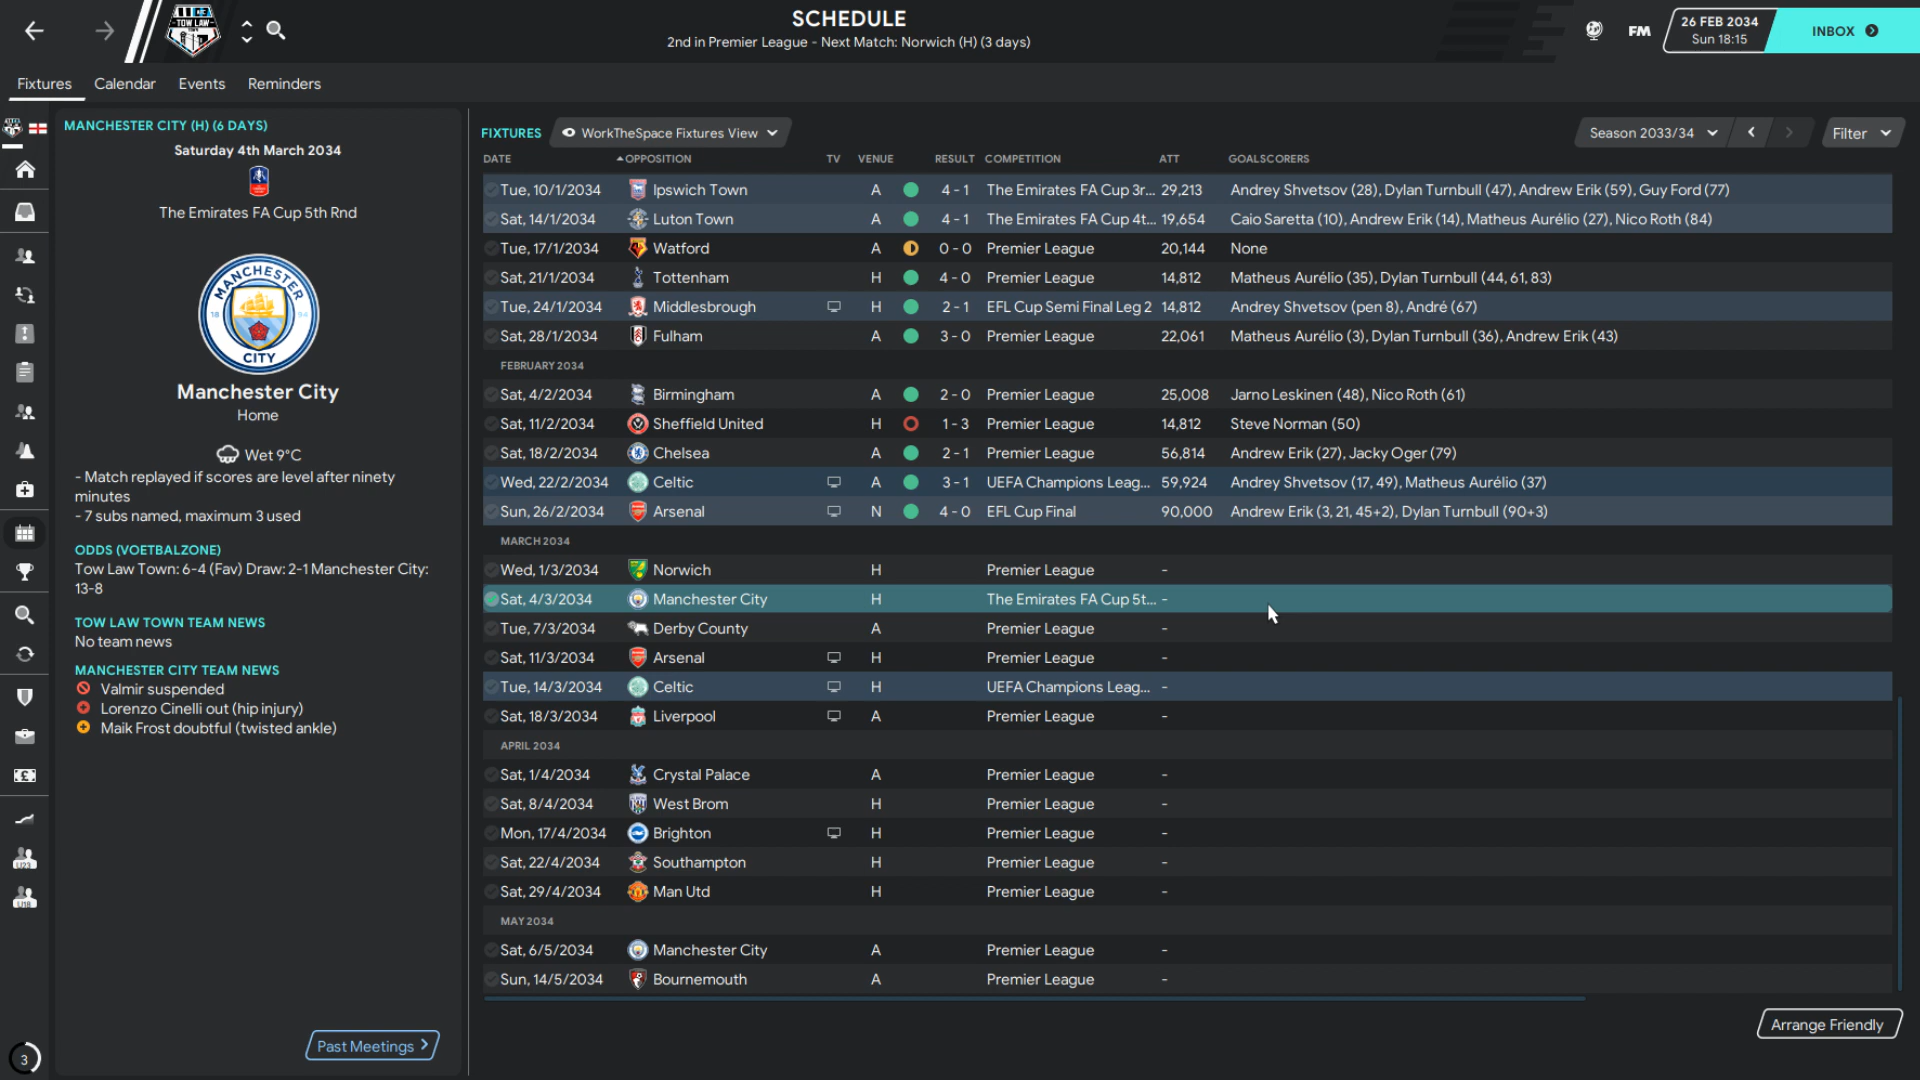 SCHEDULE
2nd in Premier League - Next Match: Norwich (H) (3 days)
TOW LAW
TOWN
FM
26 FEB 2034
Sun 18:15
INBOX
Fixtures Calendar Events Reminders
MANCHESTER CITY (H) (6 DAYS)
Saturday 4th March 2034
The Emirates FA Cup 5th Rnd
MANCHESTER
18 94
CITY
Manchester City
Home
Wet 9°C
- Match replayed if scores are level after ninety
minutes
- 7 subs named, maximum 3 used
ODDS (VOETBALZONE)
Tow Law Town: 6-4 (Fav) Draw: 2-1 Manchester City:
13-8
TOW LAW TOWN TEAM NEWS
No team news
MANCHESTER CITY TEAM NEWS
Valmir suspended
Lorenzo Cinelli out (hip injury)
Maik Frost doubtful (twisted ankle)
Past Meetings
U23
U18
3
FIXTURES WorkTheSpace Fixtures View Season 2033/34 Filter
DATE OPPOSITION TV VENUE RESULT COMPETITION ATT GOALSCORERS
Tue, 10/1/2034 Ipswich Town A 4 - 1 The Emirates FA Cup 3r... 29,213 Andrey Shvetsov (28), Dylan Turnbull (47), Andrew Erik (59), Guy Ford (77)
Sat, 14/1/2034 Luton Town A 4 - 1 The Emirates FA Cup 4t... 19,654 Caio Saretta (10), Andrew Erik (14), Matheus Aurélio (27), Nico Roth (84)
Tue, 17/1/2034 Watford A 0 - 0 Premier League 20,144 None
Sat, 21/1/2034 Tottenham H 4 - 0 Premier League 14,812 Matheus Aurélio (35), Dylan Turnbull (44, 61, 83)
Tue, 24/1/2034 Middlesbrough H 2 - 1 EFL Cup Semi Final Leg 2 14,812 Andrey Shvetsov (pen 8), André (67)
Sat, 28/1/2034 Fulham A 3 - 0 Premier League 22,061 Matheus Aurélio (3), Dylan Turnbull (36), Andrew Erik (43)
FEBRUARY 2034
Sat, 4/2/2034 Birmingham A 2 - 0 Premier League 25,008 Jarno Leskinen (48), Nico Roth (61)
Sat, 11/2/2034 Sheffield United H 1 - 3 Premier League 14,812 Steve Norman (50)
Sat, 18/2/2034 Chelsea A 2 - 1 Premier League 56,814 Andrew Erik (27), Jacky Oger (79)
Wed, 22/2/2034 Celtic A 3 - 1 UEFA Champions Leag... 59,924 Andrey Shvetsov (17, 49), Matheus Aurélio (37)
Sun, 26/2/2034 Arsenal N 4 - 0 EFL Cup Final 90,000 Andrew Erik (3, 21, 45+2), Dylan Turnbull (90+3)
MARCH 2034
Wed, 1/3/2034 Norwich H Premier League -
Sat, 4/3/2034 Manchester City H The Emirates FA Cup 5t... -
Tue, 7/3/2034 Derby County A Premier League -
Sat, 11/3/2034 Arsenal H Premier League -
Tue, 14/3/2034 Celtic H UEFA Champions Leag... -
Sat, 18/3/2034 Liverpool A Premier League -
APRIL 2034
Sat, 1/4/2034 Crystal Palace A Premier League -
Sat, 8/4/2034 West Brom H Premier League -
Mon, 17/4/2034 Brighton H Premier League -
Sat, 22/4/2034 Southampton H Premier League -
Sat, 29/4/2034 Man Utd H Premier League -
MAY 2034
Sat, 6/5/2034 Manchester City A Premier League -
Sun, 14/5/2034 Bournemouth A Premier League -
Arrange Friendly